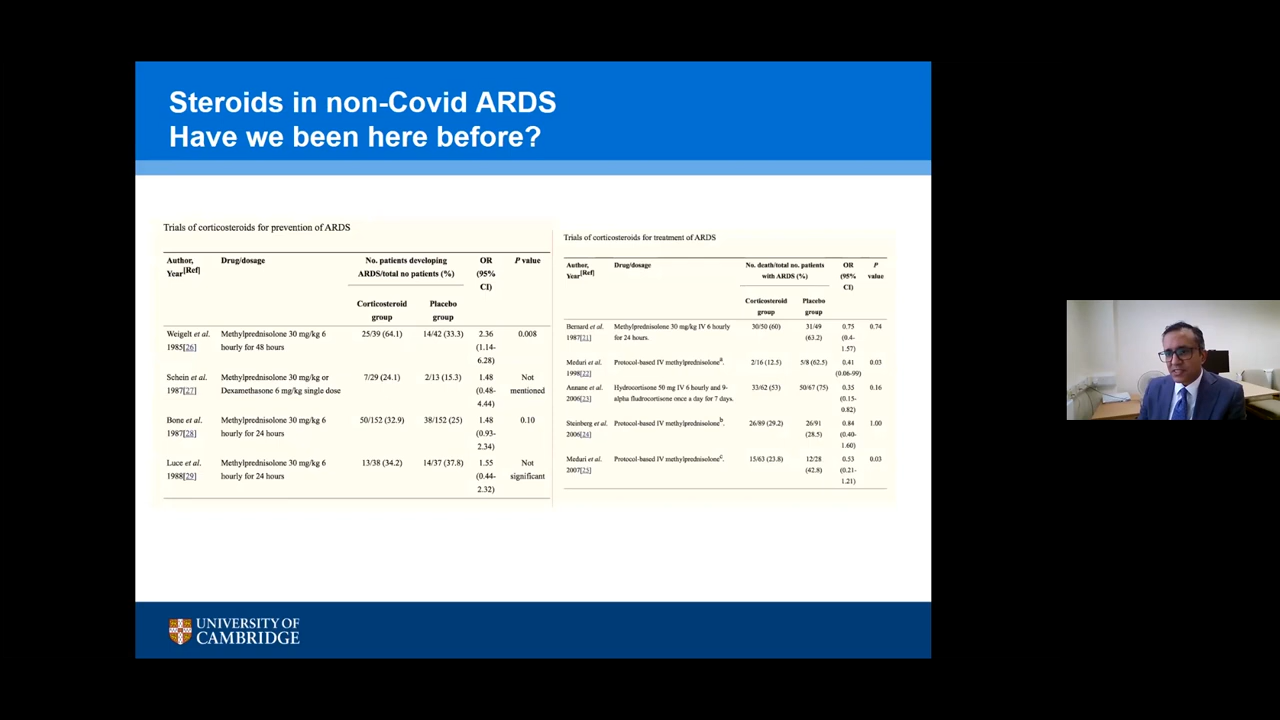 Steroids in non-Covid ARDS
Have we been here before?
Trials of corticosteroids for prevention of ARDS
Author, Year[Ref] Drug/dosage No. patients developing ARDS/total no patients (%) OR (95% CI) P value
Corticosteroid group Placebo group
Weigelt et al. 1985[26] Methylprednisolone 30 mg/kg 6 hourly for 48 hours 25/39 (64.1) 14/42 (33.3) 2.36 (1.14-6.28) 0.008
Schein et al. 1987[27] Methylprednisolone 30 mg/kg or Dexamethasone 6 mg/kg single dose 7/29 (24.1) 2/13 (15.3) 1.48 (0.48-4.44) Not mentioned
Bone et al. 1987[28] Methylprednisolone 30 mg/kg 6 hourly for 24 hours 50/152 (32.9) 38/152 (25) 1.48 (0.93-2.34) 0.10
Luce et al. 1988[29] Methylprednisolone 30 mg/kg 6 hourly for 24 hours 13/38 (34.2) 14/37 (37.8) 1.55 (0.44-2.32) Not significant
Trials of corticosteroids for treatment of ARDS
Author, Year[Ref] Drug/dosage No. death/total no. patients with ARDS (%) OR (95% CI) P value
Corticosteroid group Placebo group
Bernard et al. 1987[21] Methylprednisolone 30 mg/kg IV 6 hourly for 24 hours. 30/50 (60) 31/49 (63.2) 0.75 (0.4-1.57) 0.74
Meduri et al. 1998[22] Protocol-based IV methylprednisoloneᵃ. 2/16 (12.5) 5/8 (62.5) 0.41 (0.06-99) 0.03
Annane et al. 2006[23] Hydrocortisone 50 mg IV 6 hourly and 9-alpha fludrocortisone once a day for 7 days. 33/62 (53) 50/67 (75) 0.35 (0.15-0.82) 0.16
Steinberg et al. 2006[24] Protocol-based IV methylprednisoloneᵇ. 26/89 (29.2) 26/91 (28.5) 0.84 (0.40-1.60) 1.00
Meduri et al. 2007[25] Protocol-based IV methylprednisoloneᶜ. 15/63 (23.8) 12/28 (42.8) 0.53 (0.21-1.21) 0.03
UNIVERSITY OF
CAMBRIDGE